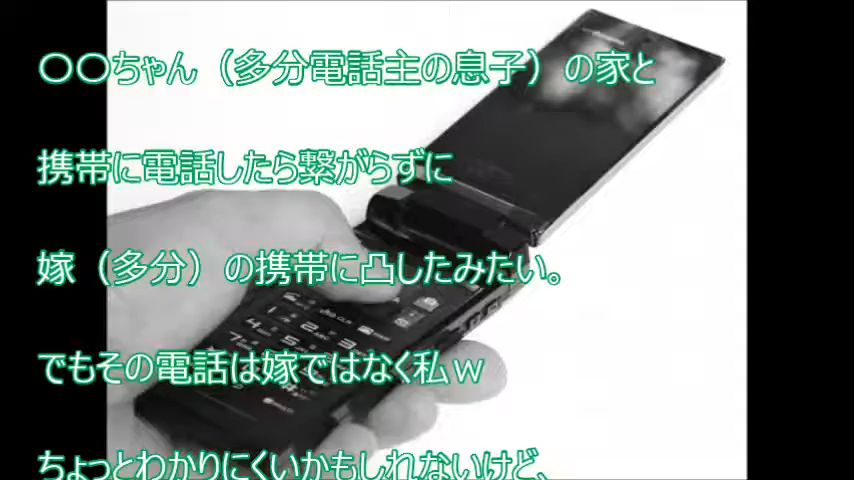 〇〇ちゃん（多分電話主の息子）の家と
携帯に電話したら繋がらずに
嫁（多分）の携帯に凸したみたい。
でもその電話は嫁ではなく私ｗ
ちょっとわかりにくいかもしれないけど、